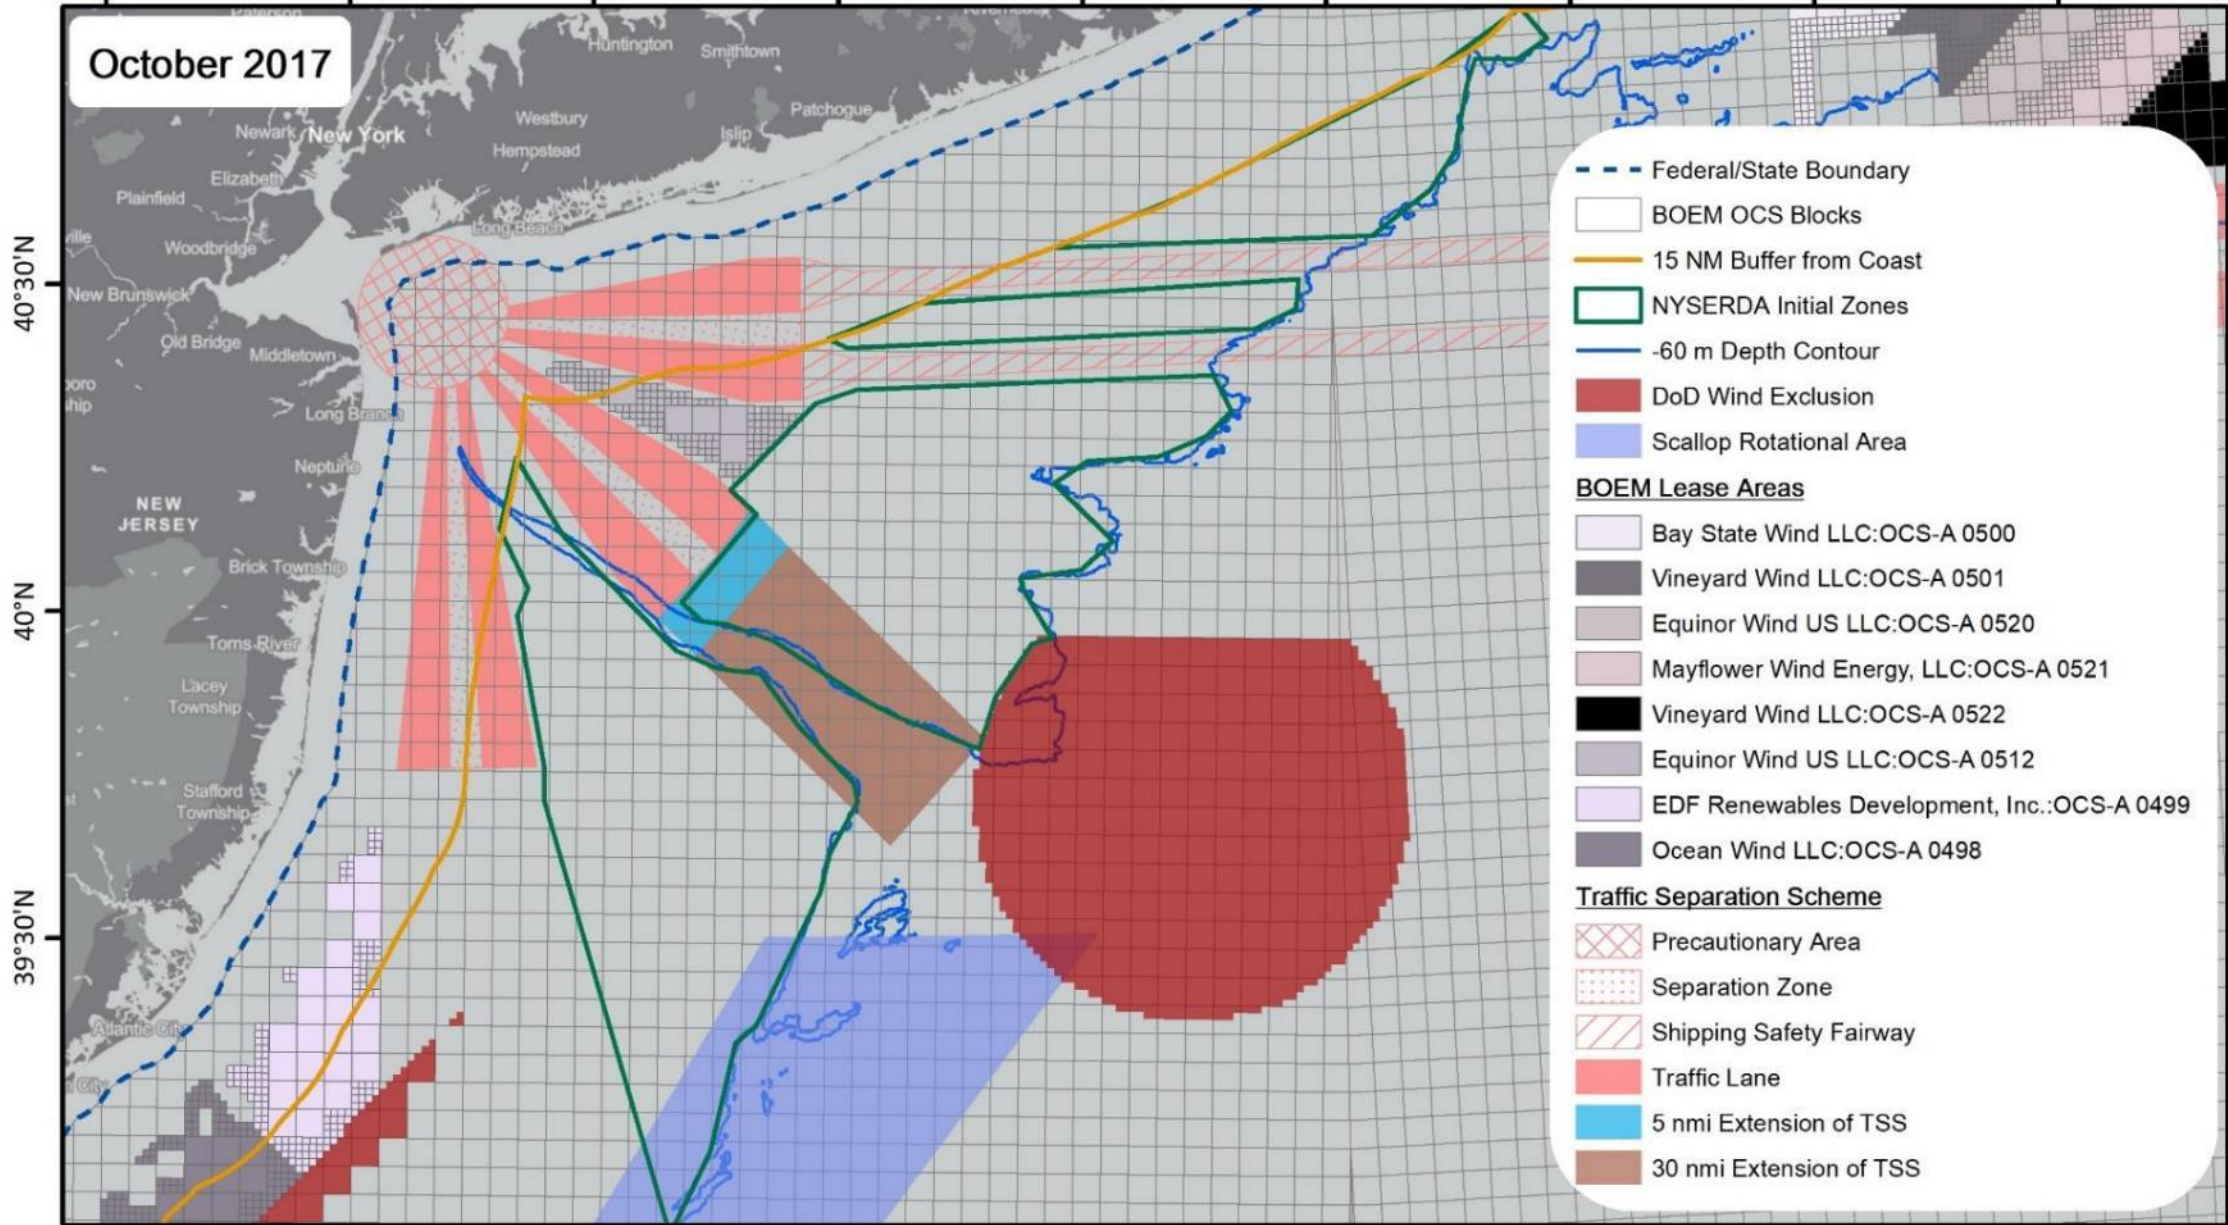 October 2017
Huntington
Smithtown
Patchogue
Westbury
Islip
Newark
New York
Hempstead
Elizabeth
Plainfield
Long Beach
Woodbridge
40°30'N
New Brunswick
Old Bridge
Middletown
Long Branch
Neptune
NEW
JERSEY
Brick Township
40°N
Toms River
Lacey
Township
Stafford
Township
39°30'N
Atlantic City
City
Federal/State Boundary
BOEM OCS Blocks
15 NM Buffer from Coast
NYSERDA Initial Zones
-60 m Depth Contour
DoD Wind Exclusion
Scallop Rotational Area
BOEM Lease Areas
Bay State Wind LLC:OCS-A 0500
Vineyard Wind LLC:OCS-A 0501
Equinor Wind US LLC:OCS-A 0520
Mayflower Wind Energy, LLC:OCS-A 0521
Vineyard Wind LLC:OCS-A 0522
Equinor Wind US LLC:OCS-A 0512
EDF Renewables Development, Inc.:OCS-A 0499
Ocean Wind LLC:OCS-A 0498
Traffic Separation Scheme
Precautionary Area
Separation Zone
Shipping Safety Fairway
Traffic Lane
5 nmi Extension of TSS
30 nmi Extension of TSS